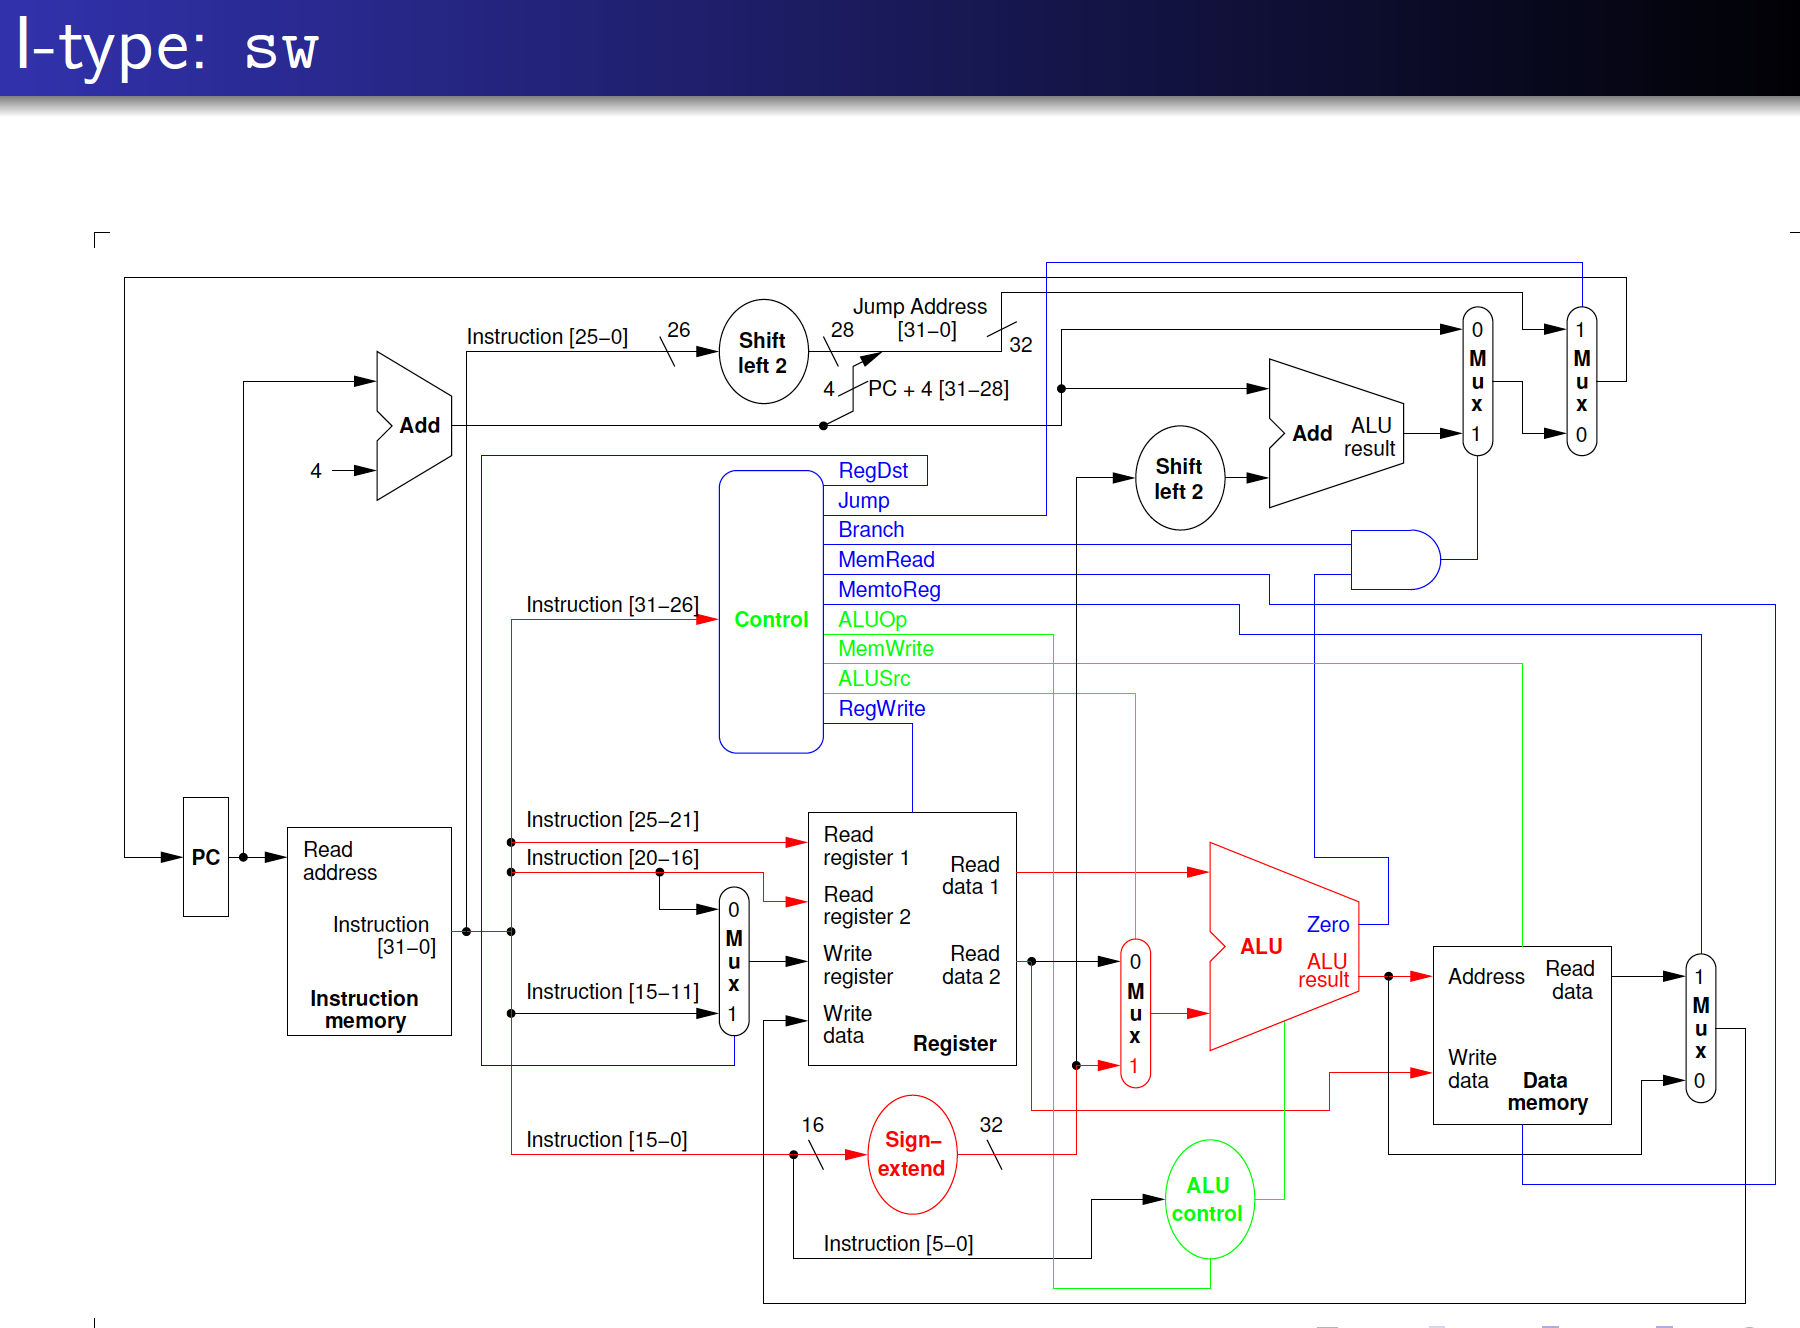 I-type: sw
Jump Address
[31–0]
Instruction [25–0]
26
Shift
left 2
28
32
4
PC + 4 [31–28]
Add
4
0
M
u
x
1
1
M
u
x
0
Add
ALU
result
Shift
left 2
RegDst
Jump
Branch
MemRead
MemtoReg
ALUOp
MemWrite
ALUSrc
RegWrite
Instruction [31–26]
Control
PC
Read
address
Instruction
[31–0]
Instruction
memory
Instruction [25–21]
Instruction [20–16]
Instruction [15–11]
Instruction [15–0]
0
M
u
x
1
Read
register 1
Read
register 2
Write
register
Write
data
Read
data 1
Read
data 2
Register
0
M
u
x
1
Zero
ALU
ALU
result
Address
Read
data
Write
data
Data
memory
1
M
u
x
0
16
Sign–
extend
32
ALU
control
Instruction [5–0]